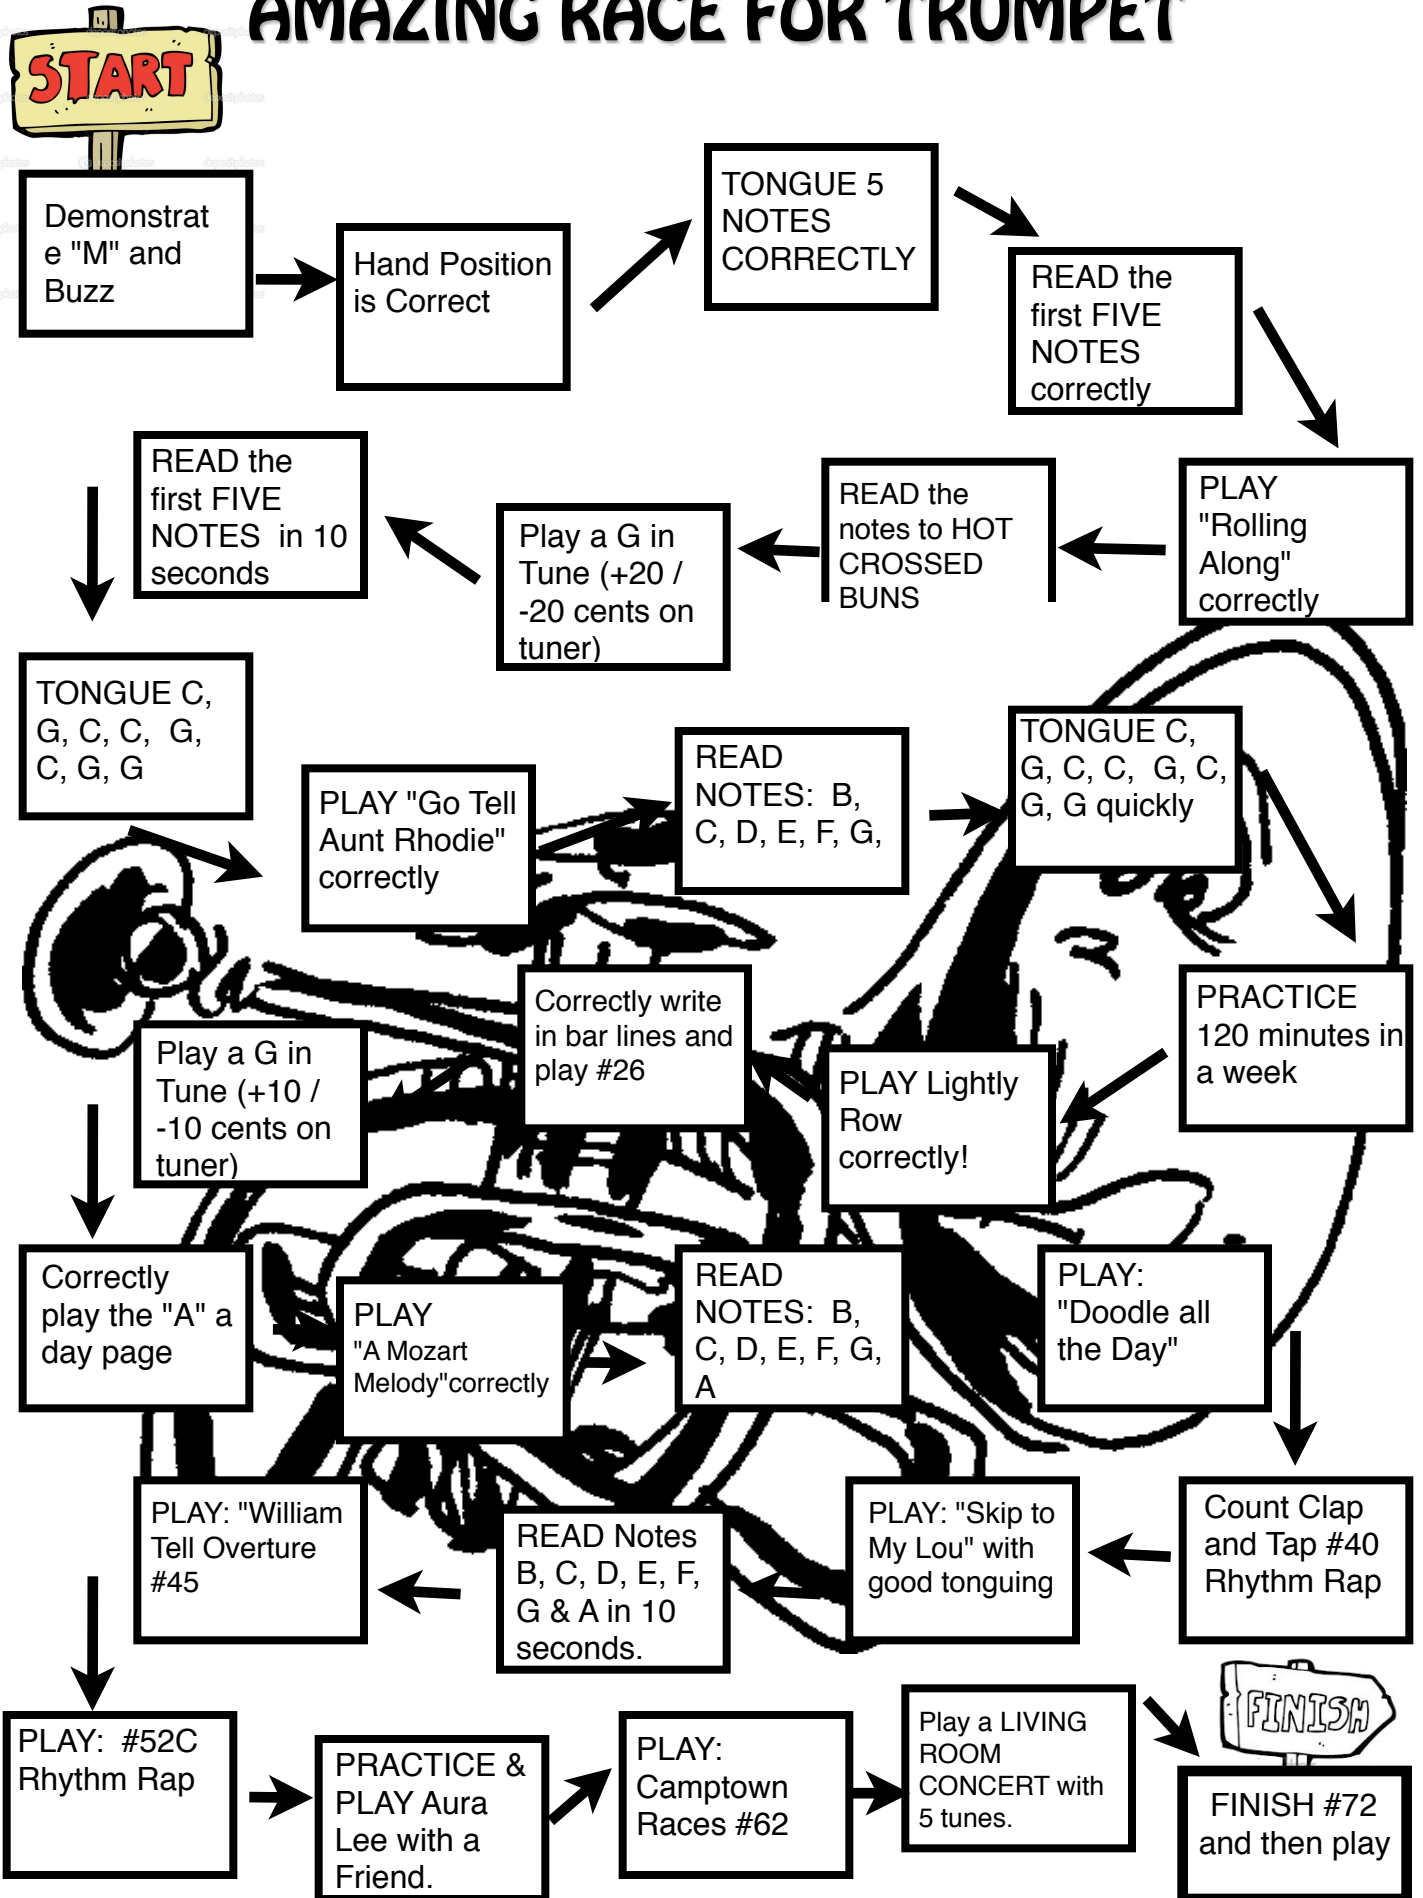 AMAZING RACE FOR TRUMPET
START
Demonstrat
e "M" and
Buzz
Hand Position
is Correct
TONGUE 5
NOTES
CORRECTLY
READ the
first FIVE
NOTES
correctly
PLAY
"Rolling
Along"
correctly
READ the
notes to HOT
CROSSED
BUNS
Play a G in
Tune (+20 /
-20 cents on
tuner)
READ the
first FIVE
NOTES  in 10
seconds
TONGUE C,
G, C, C,  G,
C, G, G
PLAY "Go Tell
Aunt Rhodie"
correctly
READ
NOTES:  B,
C, D, E, F, G,
TONGUE C,
G, C, C,  G, C,
G, G quickly
PRACTICE
120 minutes in
a week
PLAY Lightly
Row
correctly!
Correctly write
in bar lines and
play #26
Play a G in
Tune (+10 /
-10 cents on
tuner)
Correctly
play the "A" a
day page
PLAY
"A Mozart
Melody"correctly
READ
NOTES:  B,
C, D, E, F, G,
A
PLAY:
"Doodle all
the Day"
Count Clap
and Tap #40
Rhythm Rap
PLAY: "Skip to
My Lou" with
good tonguing
READ Notes
B, C, D, E, F,
G & A in 10
seconds.
PLAY: "William
Tell Overture
#45
PLAY:  #52C
Rhythm Rap
PRACTICE &
PLAY Aura
Lee with a
Friend.
PLAY:
Camptown
Races #62
Play a LIVING
ROOM
CONCERT with
5 tunes.
FINISH
FINISH #72
and then play